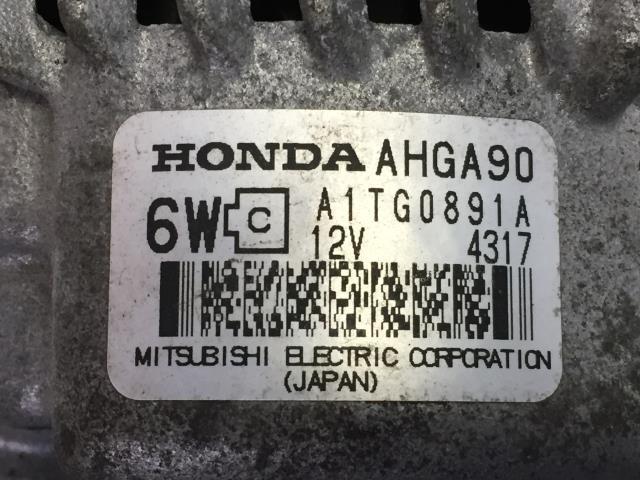 HONDA AHGA90
6W C A1TG0891A
12V 4317
MITSUBISHI ELECTRIC CORPORATION
(JAPAN)